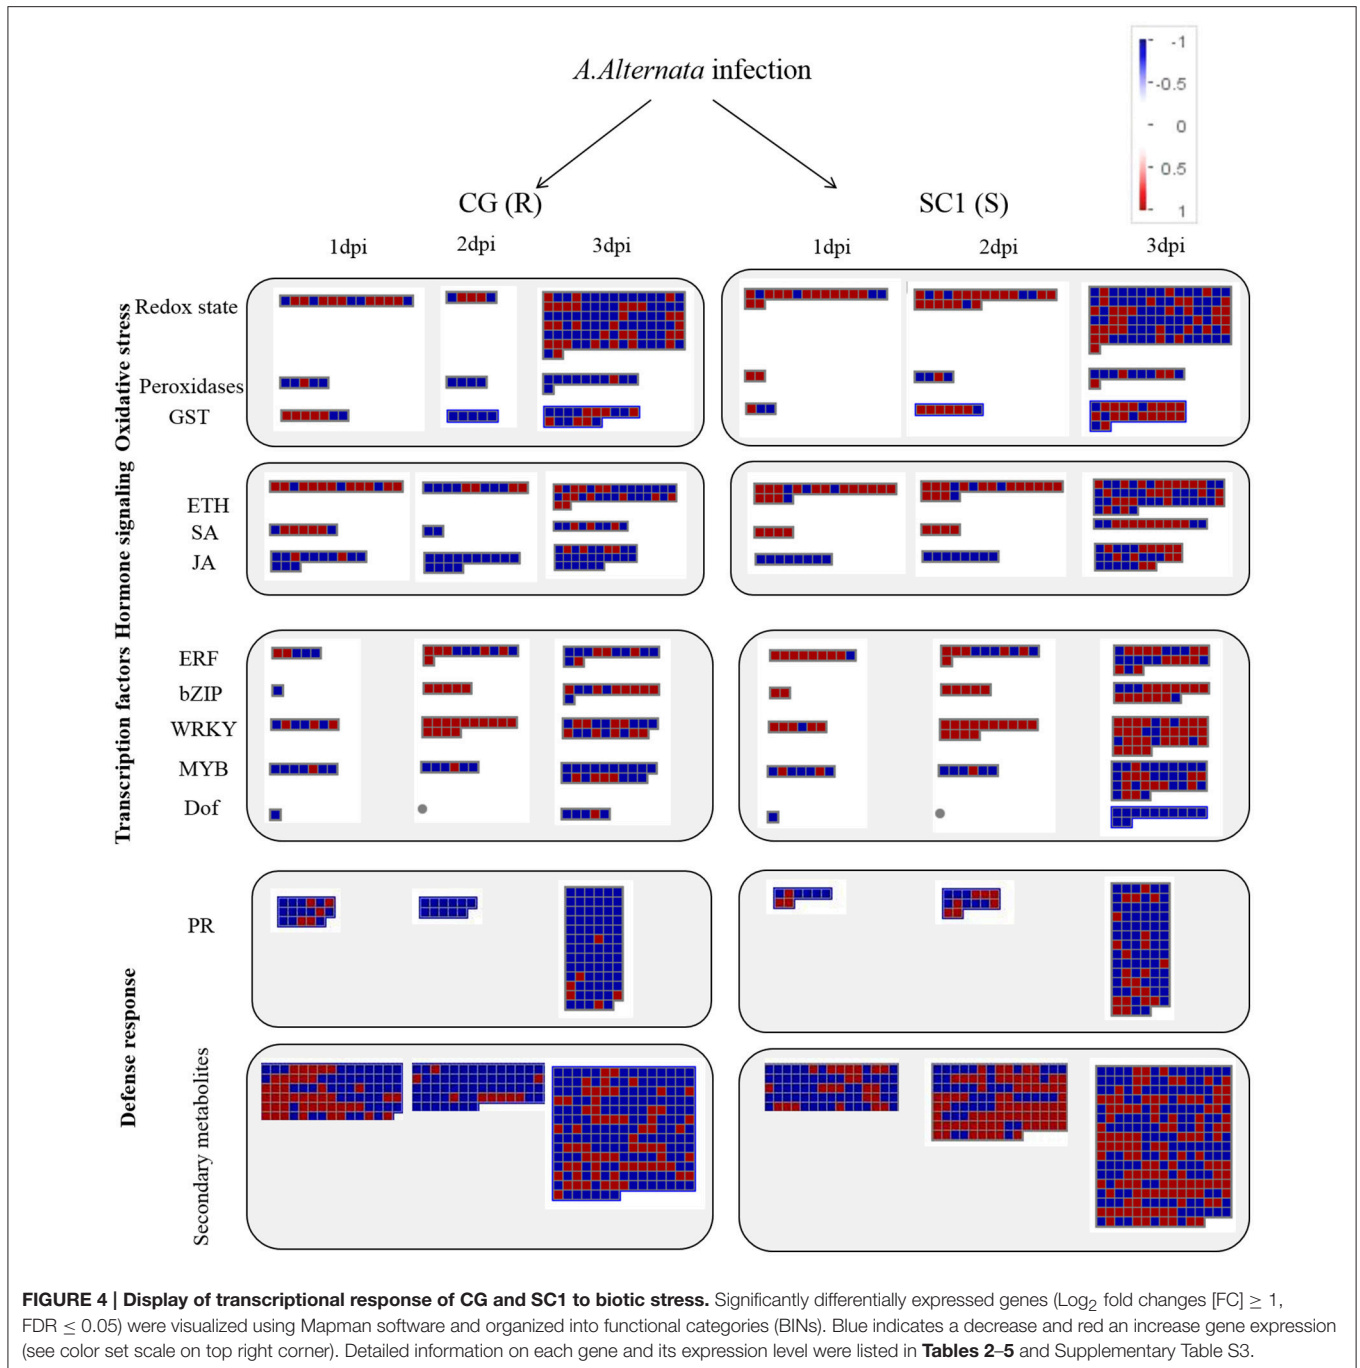 -1
-0.5
0
0.5
1
A.Alternata infection
CG (R)
SC1 (S)
1dpi 2dpi 3dpi 1dpi 2dpi 3dpi
Oxidative stress
Redox state
Peroxidases
GST
Hormone signaling
ETH
SA
JA
Transcription factors
ERF
bZIP
WRKY
MYB
Dof
Defense response
PR
Secondary metabolites
FIGURE 4 | Display of transcriptional response of CG and SC1 to biotic stress. Significantly differentially expressed genes (Log2 fold changes [FC] ≥ 1,
FDR ≤ 0.05) were visualized using Mapman software and organized into functional categories (BINs). Blue indicates a decrease and red an increase gene expression
(see color set scale on top right corner). Detailed information on each gene and its expression level were listed in Tables 2–5 and Supplementary Table S3.